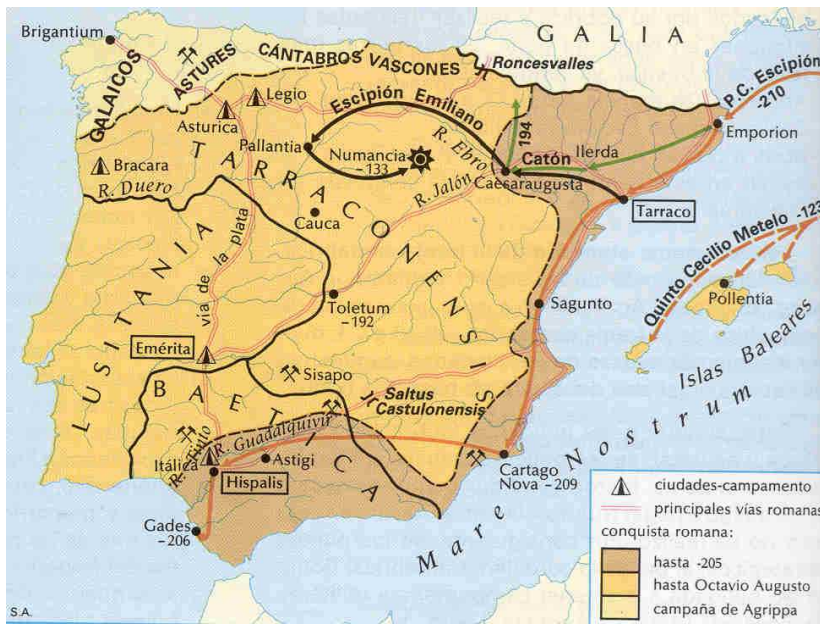 GALIA
Brigantium
CÁNTABROS
VASCONES
Roncesvalles
ASTURES
GALAICOS
P.C. Escipión
-210
Legio
Asturica
Escipión Emiliano
194
Emporion
Pallantia
Numancia
-133
R. Ebro
Catón
Ilerda
Bracara
R. Duero
TARRACONENSIS
R. Jalón
Caesaraugusta
Tarraco
Cauca
Quinto Cecilio Metelo -123
LUSITANIA
vía de la plata
Toletum
-192
Sagunto
Pollentia
Islas Baleares
Emérita
Sisapo
BAETICA
Saltus
Castulonensis
R. Tinto
R. Guadalquivir
Itálica
Astigi
Hispalis
Cartago
Nova -209
Mare Nostrum
Gades
-206
ciudades-campamento
principales vías romanas
conquista romana:
hasta -205
hasta Octavio Augusto
campaña de Agrippa
S.A.